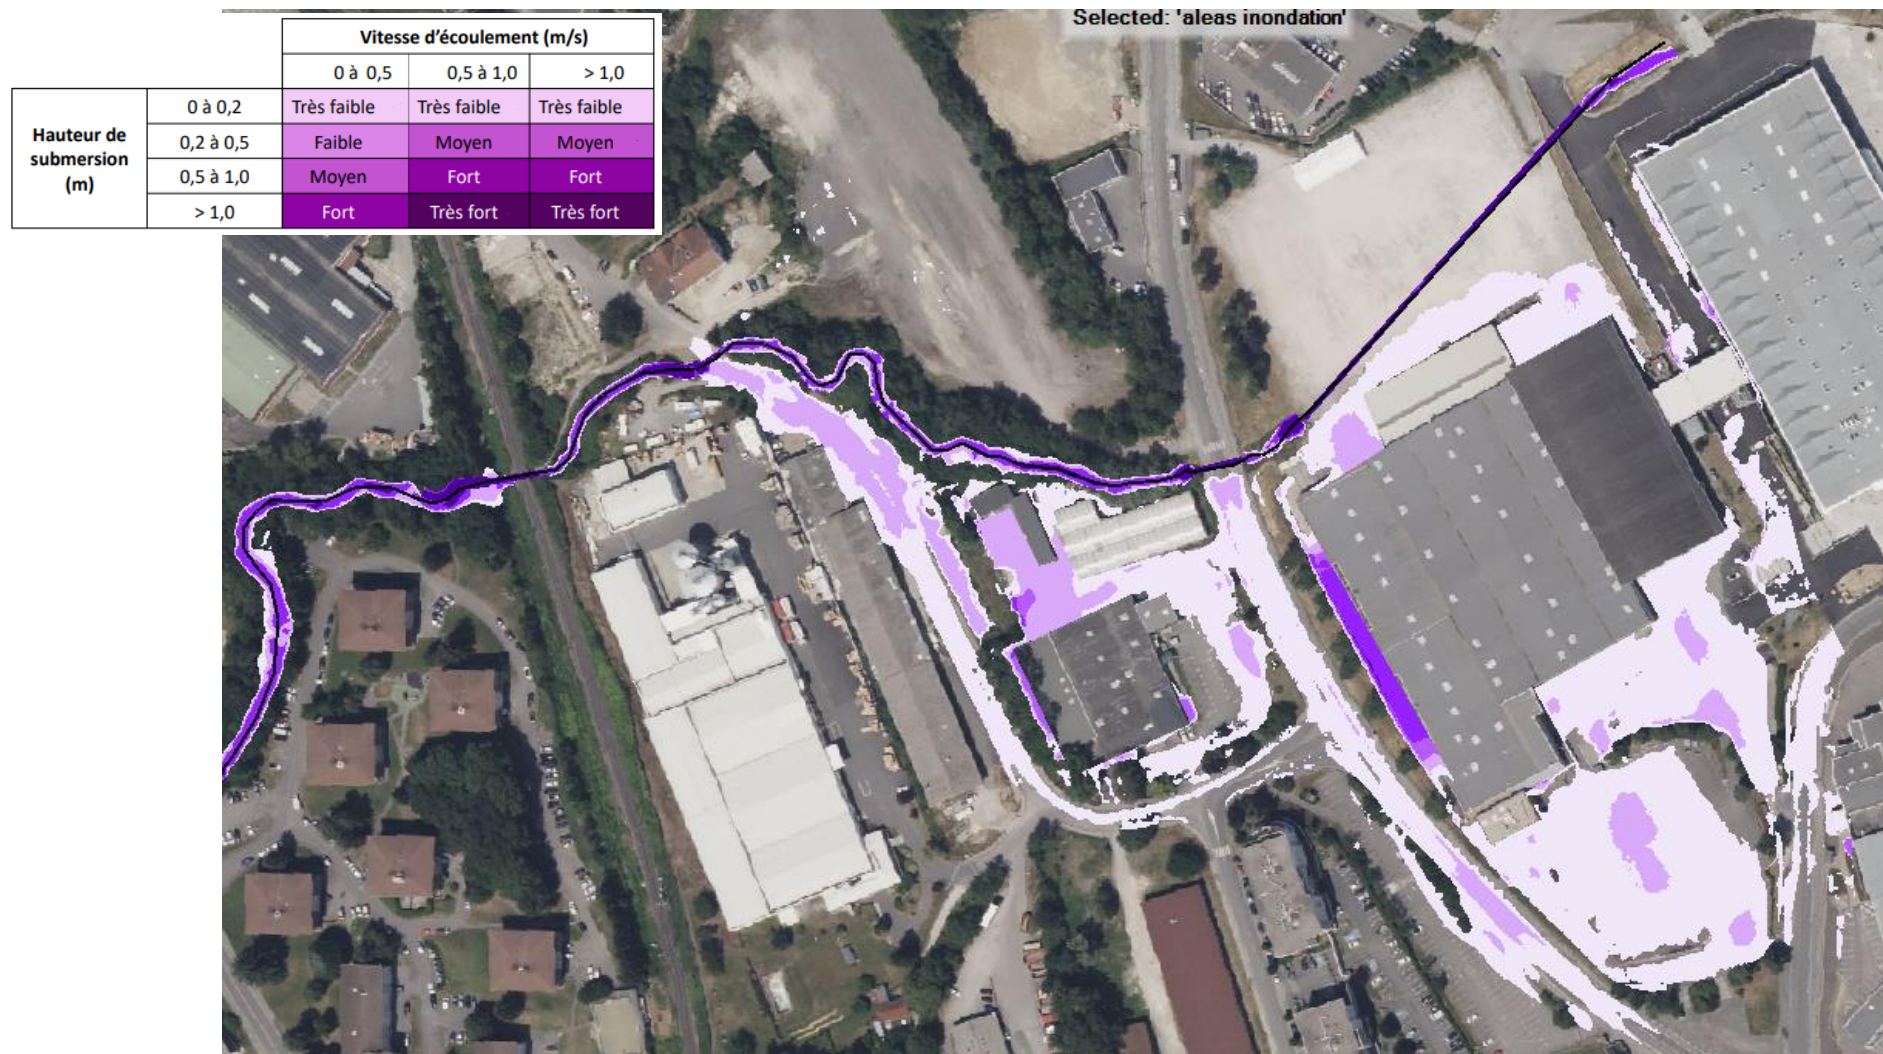 Selected: 'aleas inondation'
Vitesse d'écoulement (m/s)
0 à 0,5 0,5 à 1,0 > 1,0
Hauteur de submersion (m)
0 à 0,2 Très faible Très faible Très faible
0,2 à 0,5 Faible Moyen Moyen
0,5 à 1,0 Moyen Fort Fort
> 1,0 Fort Très fort Très fort